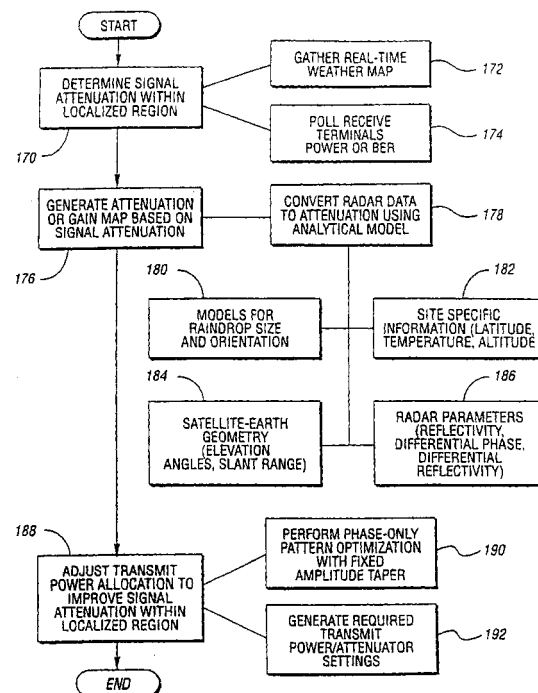 START
DETERMINE SIGNAL
ATTENUATION WITHIN
LOCALIZED REGION
170
GATHER REAL-TIME
WEATHER MAP
172
POLL RECEIVE
TERMINALS
POWER OR BER
174
GENERATE ATTENUATION
OR GAIN MAP BASED ON
SIGNAL ATTENUATION
176
CONVERT RADAR DATA
TO ATTENUATION USING
ANALYTICAL MODEL
178
180
MODELS FOR
RAINDROP SIZE
AND ORIENTATION
182
SITE SPECIFIC
INFORMATION (LATITUDE,
TEMPERATURE, ALTITUDE
184
SATELLITE-EARTH
GEOMETRY
(ELEVATION
ANGLES, SLANT RANGE)
186
RADAR PARAMETERS
(REFLECTIVITY,
DIFFERENTIAL PHASE,
DIFFERENTIAL
REFLECTIVITY)
188
ADJUST TRANSMIT
POWER ALLOCATION TO
IMPROVE SIGNAL
ATTENUATION WITHIN
LOCALIZED REGION
PERFORM PHASE-ONLY
PATTERN OPTIMIZATION
WITH FIXED
AMPLITUDE TAPER
190
GENERATE REQUIRED
TRANSMIT
POWER/ATTENUATOR
SETTINGS
192
END